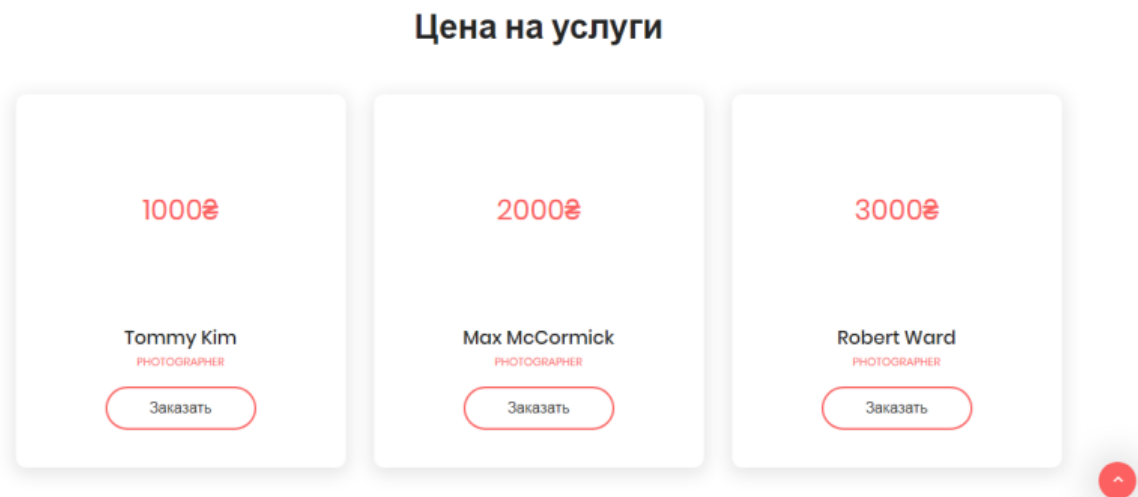 Цена на услуги
1000₴
2000₴
3000₴
Tommy Kim
PHOTOGRAPHER
Заказать
Max McCormick
PHOTOGRAPHER
Заказать
Robert Ward
PHOTOGRAPHER
Заказать